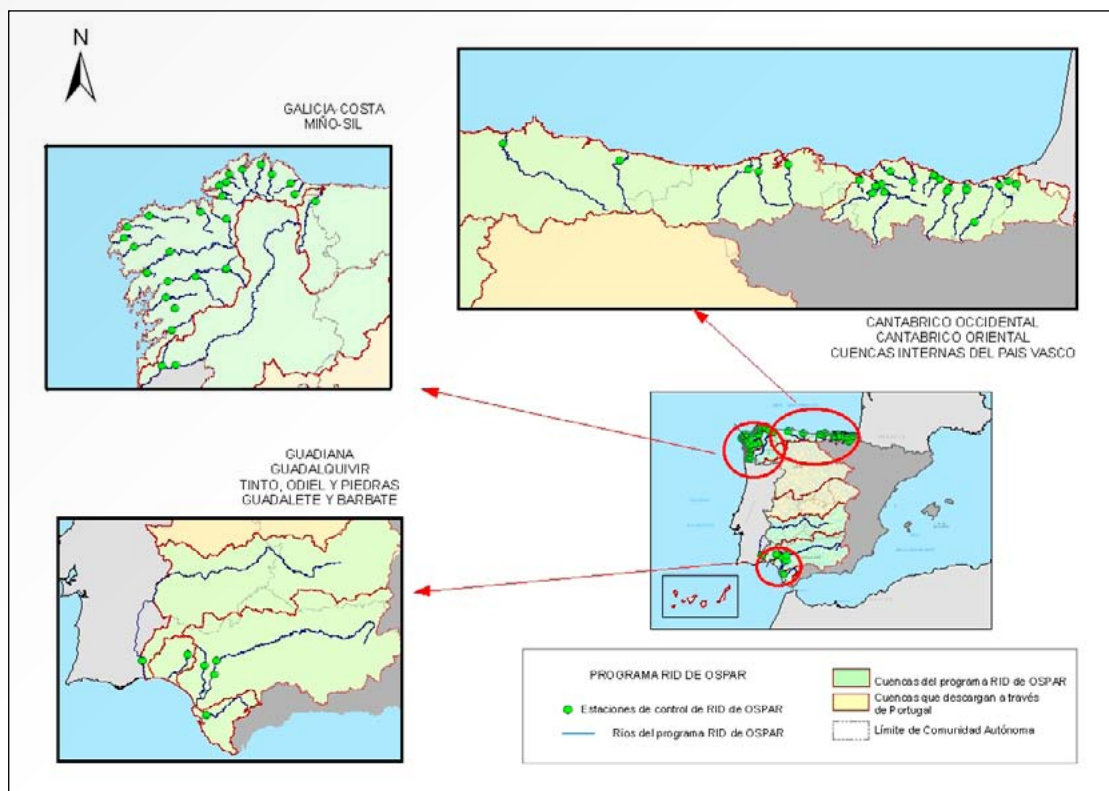 N
GALICIA-COSTA
MIÑO-SIL
CANTABRICO OCCIDENTAL
CANTABRICO ORIENTAL
CUENCAS INTERNAS DEL PAIS VASCO
GUADIANA
GUADALQUIVIR
TINTO, ODIEL Y PIEDRAS
GUADALETE Y BARBATE
PROGRAMA RID DE OSPAR
Estaciones de control de RID de OSPAR
Ríos del programa RID de OSPAR
Cuencas del programa RID de OSPAR
Cuencas que descargan a través
de Portugal
Límite de Comunidad Autónoma